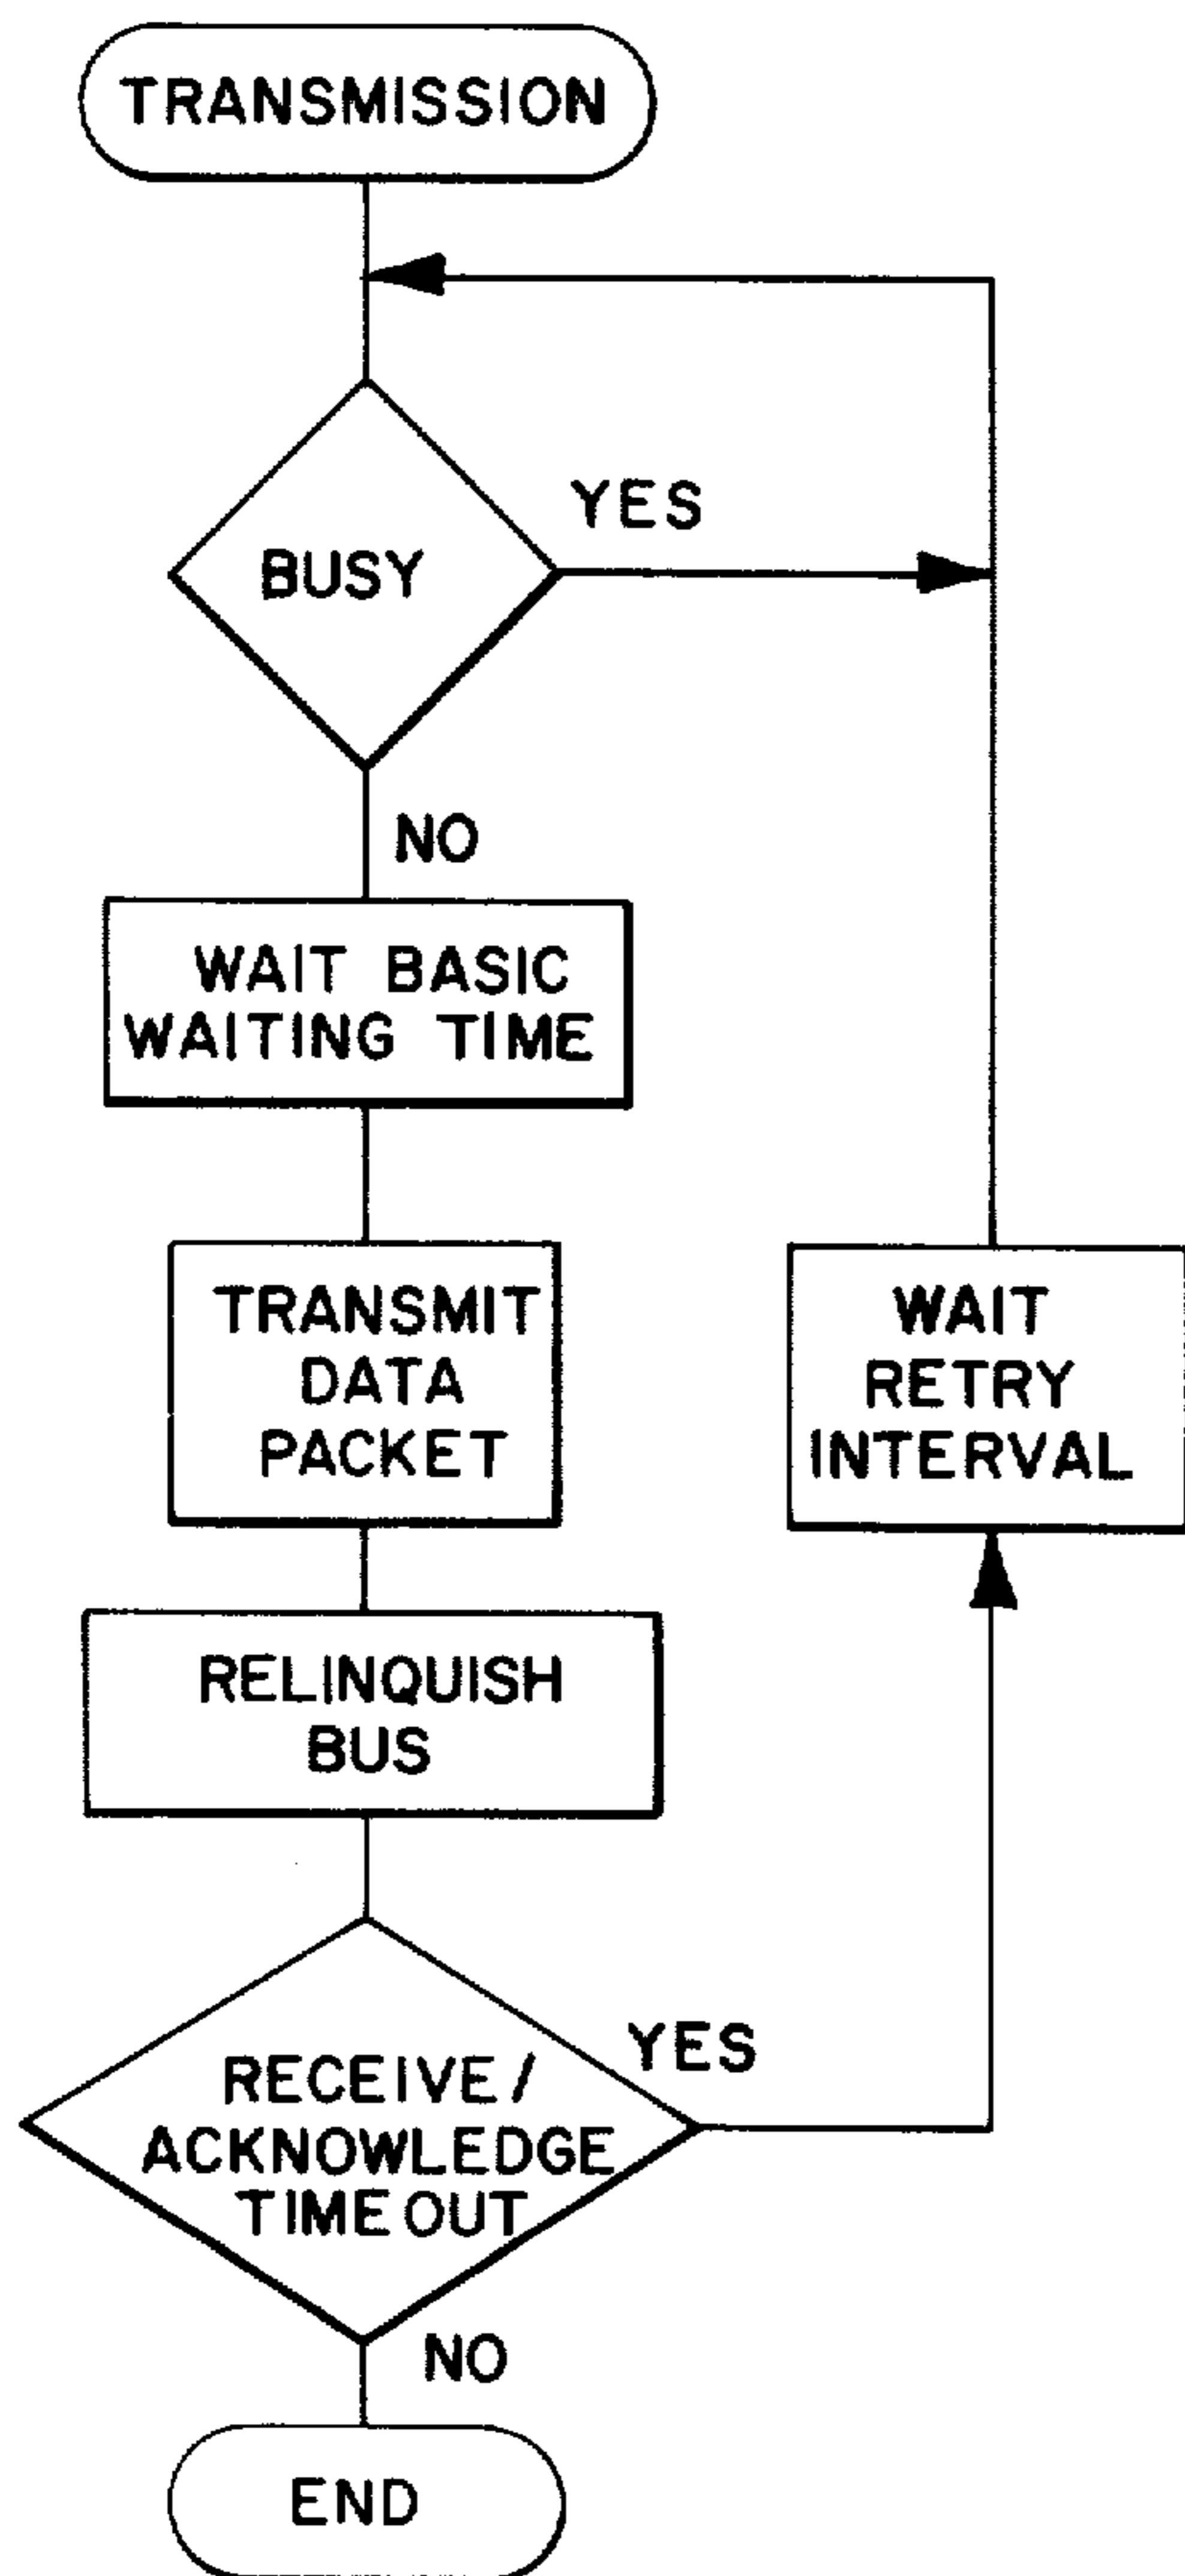 TRANSMISSION
YES
BUSY
NO
WAIT BASIC
WAITING TIME
TRANSMIT
DATA
PACKET
WAIT
RETRY
INTERVAL
RELINQUISH
BUS
YES
RECEIVE/
ACKNOWLEDGE
TIME OUT
NO
END